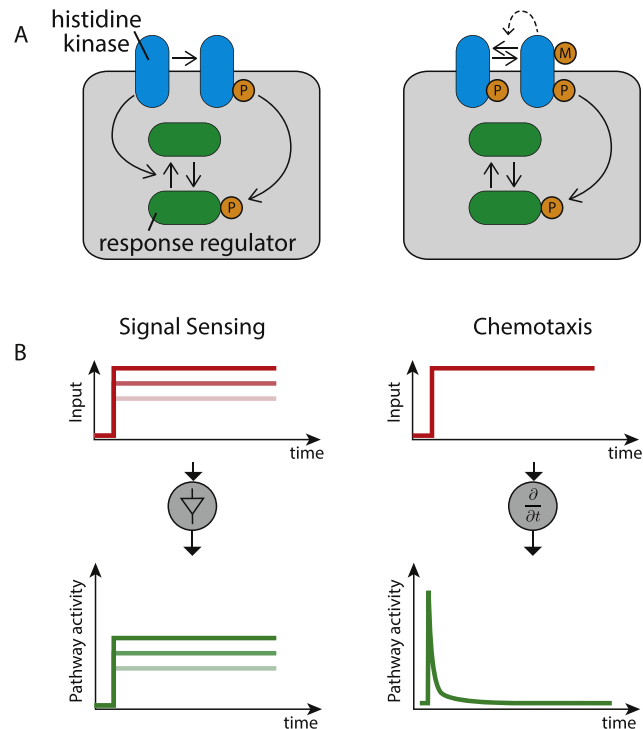 A
histidine
kinase
P
P
response regulator
M
P
P
P
Signal Sensing
Chemotaxis
B
Input
time
Input
time
∂
∂t
Pathway activity
time
Pathway activity
time